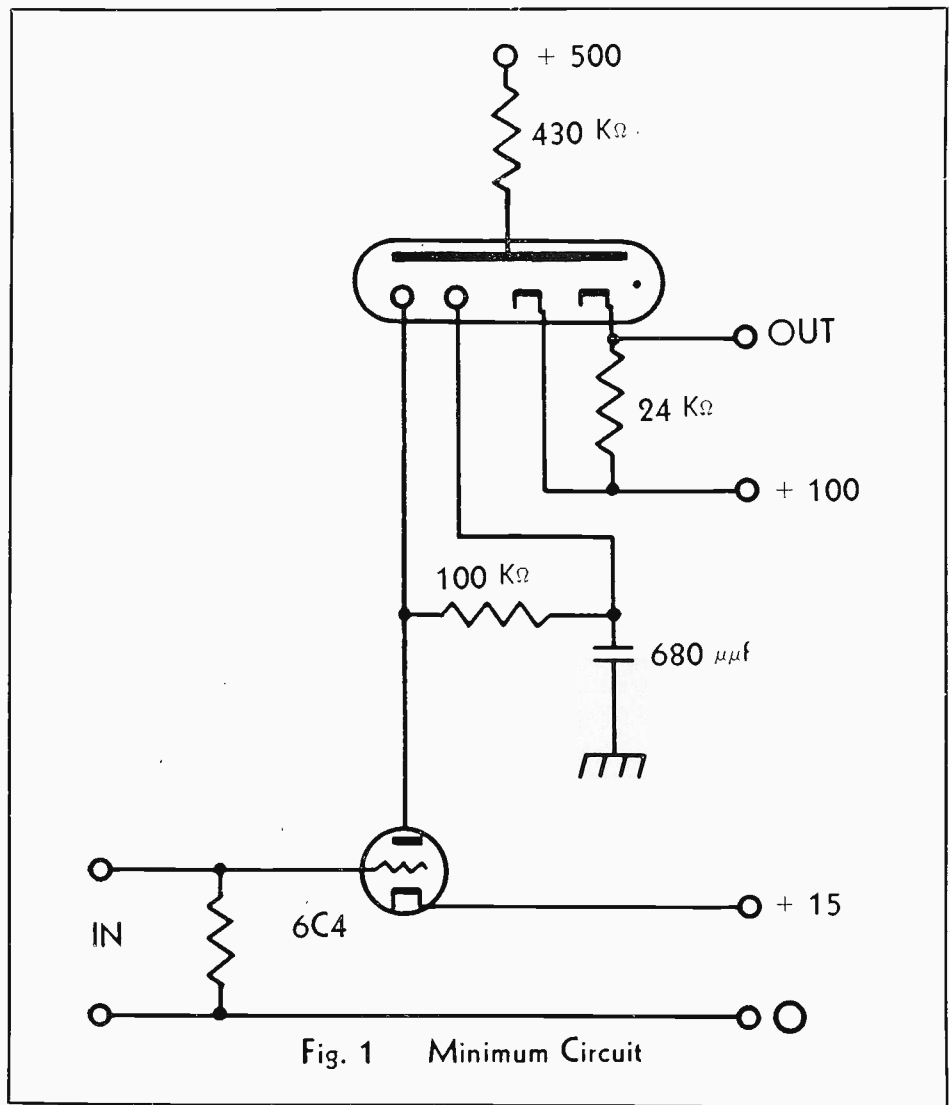 + 500
430 KΩ
OUT
24 KΩ
+ 100
100 KΩ
680 μμf
IN
6C4
+ 15
O
Fig. 1 Minimum Circuit